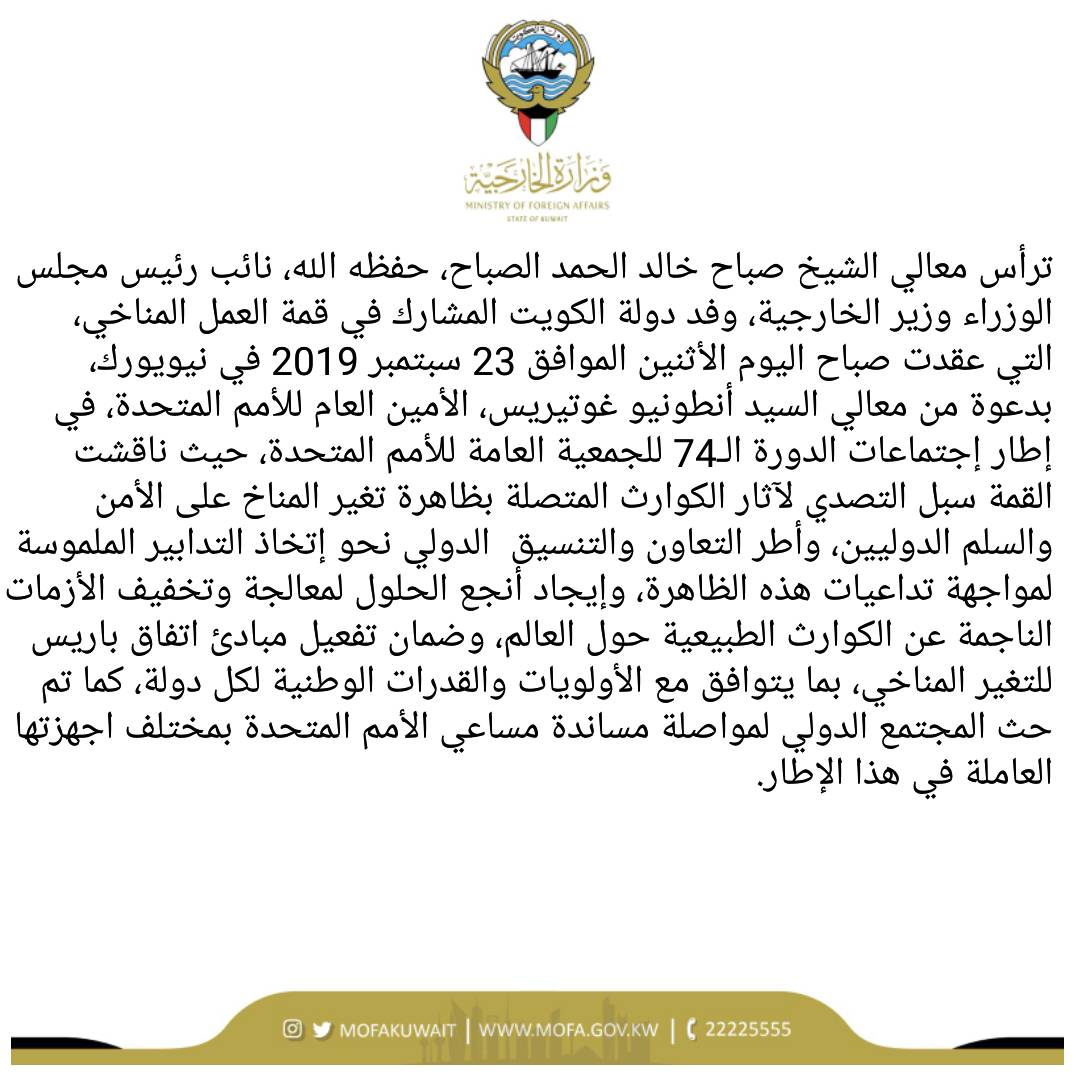 دولة الكويت
وزارة الخارجية
MINISTRY OF FOREIGN AFFAIRS
STATE OF KUWAIT
ترأس معالي الشيخ صباح خالد الحمد الصباح، حفظه الله، نائب رئيس مجلس
الوزراء وزير الخارجية، وفد دولة الكويت المشارك في قمة العمل المناخي،
التي عقدت صباح اليوم الأثنين الموافق 23 سبتمبر 2019 في نيويورك،
بدعوة من معالي السيد أنطونيو غوتيريس، الأمين العام للأمم المتحدة، في
إطار إجتماعات الدورة الـ74 للجمعية العامة للأمم المتحدة، حيث ناقشت
القمة سبل التصدي لآثار الكوارث المتصلة بظاهرة تغير المناخ على الأمن
والسلم الدوليين، وأطر التعاون والتنسيق  الدولي نحو إتخاذ التدابير الملموسة
لمواجهة تداعيات هذه الظاهرة، وإيجاد أنجع الحلول لمعالجة وتخفيف الأزمات
الناجمة عن الكوارث الطبيعية حول العالم، وضمان تفعيل مبادئ اتفاق باريس
للتغير المناخي، بما يتوافق مع الأولويات والقدرات الوطنية لكل دولة، كما تم
حث المجتمع الدولي لمواصلة مساندة مساعي الأمم المتحدة بمختلف اجهزتها
العاملة في هذا الإطار.
MOFAKUWAIT | WWW.MOFA.GOV.KW | 22225555